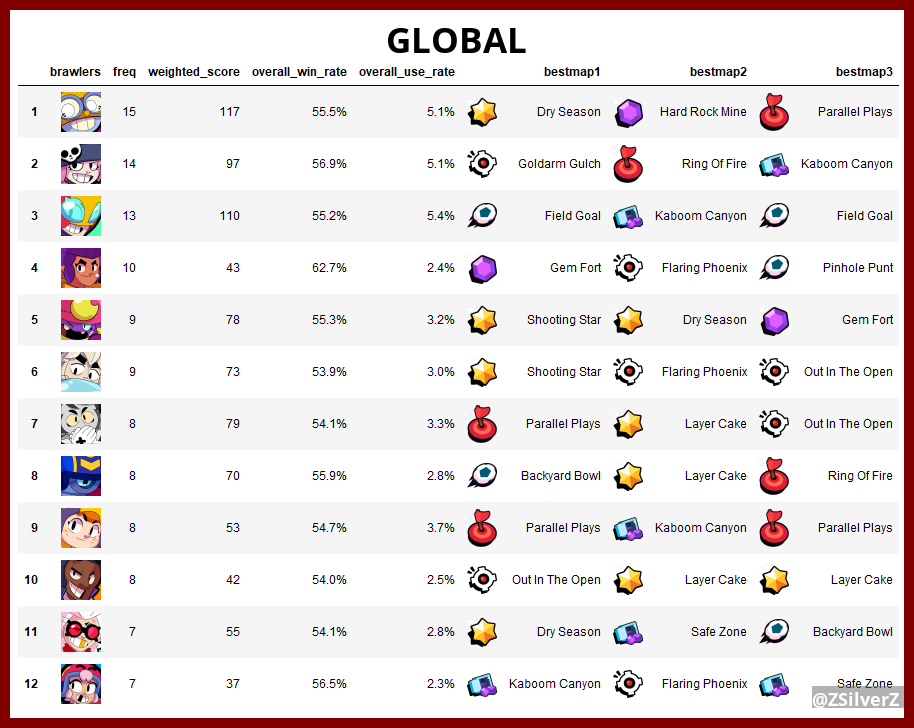 GLOBAL
brawlers freq weighted_score overall_win_rate overall_use_rate bestmap1 bestmap2 bestmap3
1 15 117 55.5% 5.1% Dry Season Hard Rock Mine Parallel Plays
2 14 97 56.9% 5.1% Goldarm Gulch Ring Of Fire Kaboom Canyon
3 13 110 55.2% 5.4% Field Goal Kaboom Canyon Field Goal
4 10 43 62.7% 2.4% Gem Fort Flaring Phoenix Pinhole Punt
5 9 78 55.3% 3.2% Shooting Star Dry Season Gem Fort
6 9 73 53.9% 3.0% Shooting Star Flaring Phoenix Out In The Open
7 8 79 54.1% 3.3% Parallel Plays Layer Cake Out In The Open
8 8 70 55.9% 2.8% Backyard Bowl Layer Cake Ring Of Fire
9 8 53 54.7% 3.7% Parallel Plays Kaboom Canyon Parallel Plays
10 8 42 54.0% 2.5% Out In The Open Layer Cake Layer Cake
11 7 55 54.1% 2.8% Dry Season Safe Zone Backyard Bowl
12 7 37 56.5% 2.3% Kaboom Canyon Flaring Phoenix Safe Zone
@ZSilverZ